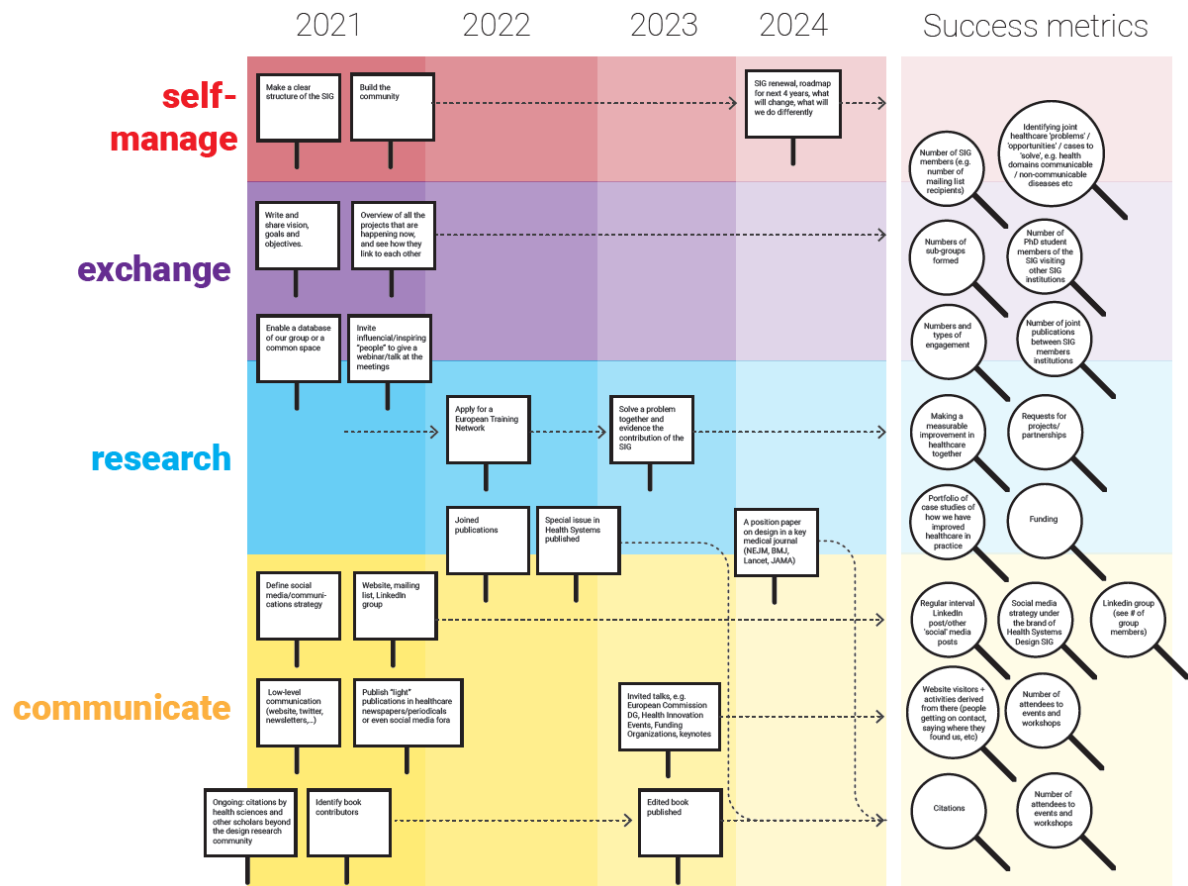 2021
2022
2023
2024
Success metrics
self-
manage
Make a clear
structure of the SIG
Build the
community
SIG renewal, roadmap
for next 4 years, what
will change, what will
we do differently
Number of SIG
members (e.g.
number of
mailing list
recipients)
Identifying joint
healthcare 'problems' /
'opportunities' / cases to
'solve', e.g. health
domains communicable
/ non-communicable
diseases etc
exchange
Write and
share vision,
goals and
objectives.
Overview of all the
projects that are
happening now,
and see how they
link to each other
Numbers of
sub-groups
formed
Number of
PhD student
members of the
SIG visiting
other SIG
institutions
Enable a database
of our group or a
common space
Invite
influential/inspiring
"people" to give a
webinar/talk at the
meetings
Numbers and
types of
engagement
Number of joint
publications
between SIG
members
institutions
research
Apply for a
European Training
Network
Solve a problem
together and
evidence the
contribution of the
SIG
Making a
measurable
improvement in
healthcare
together
Requests for
projects/
partnerships
Joined
publications
Special issue in
Health Systems
published
A position paper
on design in a key
medical journal
(NEJM, BMJ,
Lancet, JAMA)
Portfolio of
case studies of
how we have
improved
healthcare in
practice
Funding
communicate
Define social
media/communi-
cations strategy
Website, mailing
list, LinkedIn
group
Regular interval
LinkedIn
post/other
'social' media
posts
Social media
strategy under
the brand of
Health Systems
Design SIG
Linkedin group
(see # of
group
members)
Low-level
communication
(website, twitter,
newsletters,...)
Publish "light"
publications in healthcare
newspapers/periodicals
or even social media fora
Invited talks, e.g.
European Commission
DG, Health Innovation
Events, Funding
Organizations, keynotes
Website visitors +
activities derived
from there (people
getting on contact,
saying where they
found us, etc)
Number of
attendees to
events and
workshops
Ongoing: citations by
health sciences and
other scholars beyond
the design research
community
Identify book
contributors
Edited book
published
Citations
Number of
attendees to
events and
workshops